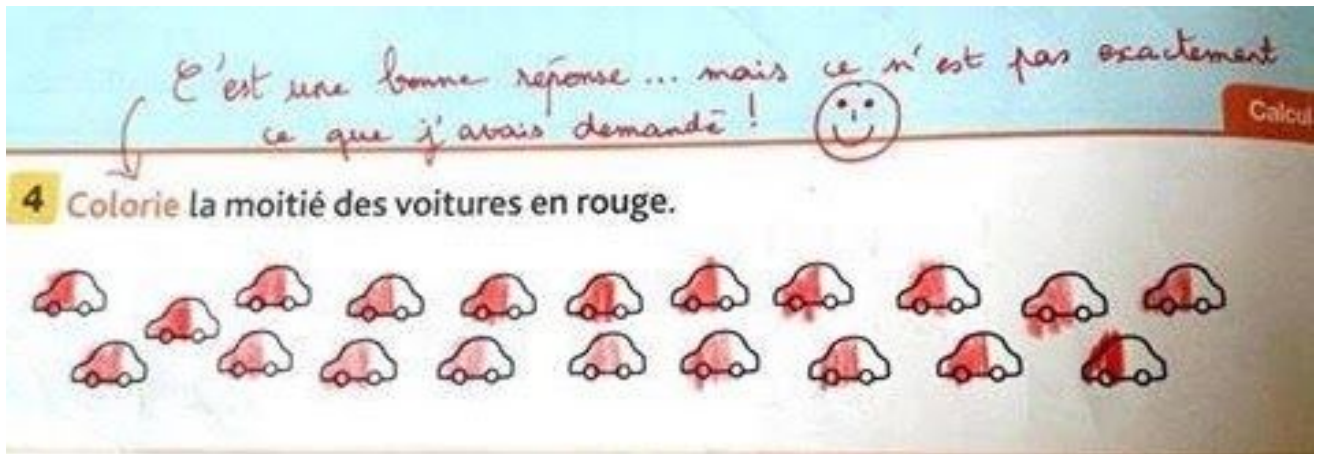 C'est une bonne réponse... mais ce n'est pas exactement
ce que j'avais demandé !
Calcul
4 Colorie la moitié des voitures en rouge.